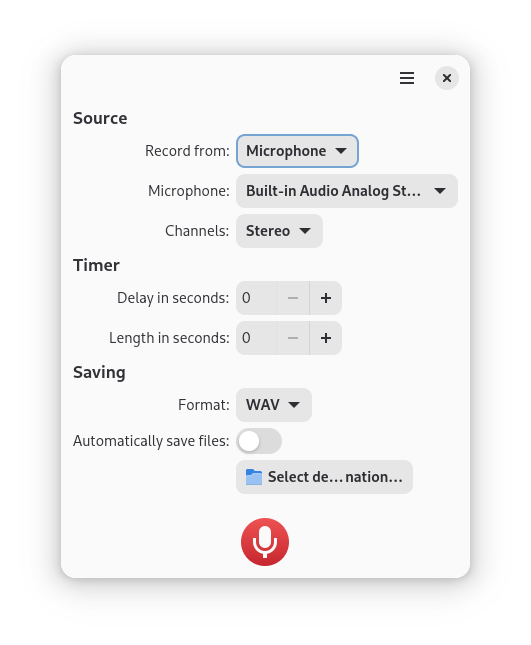 Source
Record from: Microphone
Microphone: Built-in Audio Analog St...
Channels: Stereo
Timer
Delay in seconds: 0 − +
Length in seconds: 0 − +
Saving
Format: WAV
Automatically save files:
Select de...nation...